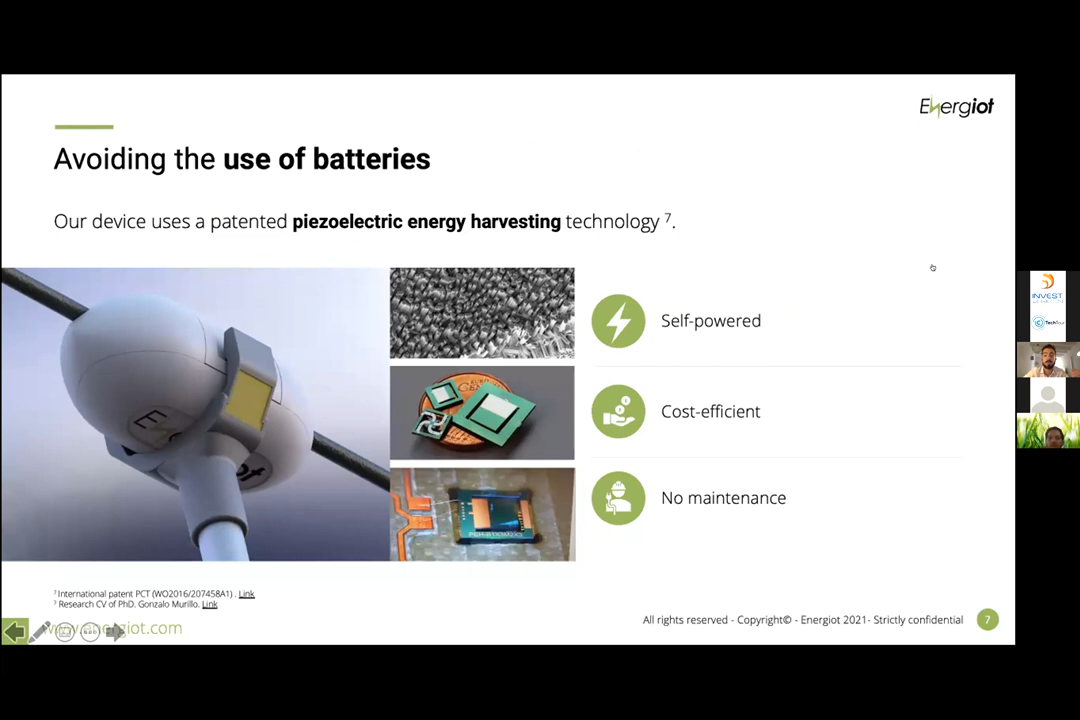 Energiot
Avoiding the use of batteries
Our device uses a patented piezoelectric energy harvesting technology ⁷.
Self-powered
Cost-efficient
No maintenance
⁷ International patent PCT (WO2016/207458A1) . Link
⁷ Research CV of PhD. Gonzalo Murillo. Link
www.energiot.com
All rights reserved - Copyright© - Energiot 2021- Strictly confidential
7
INVEST
TechTour